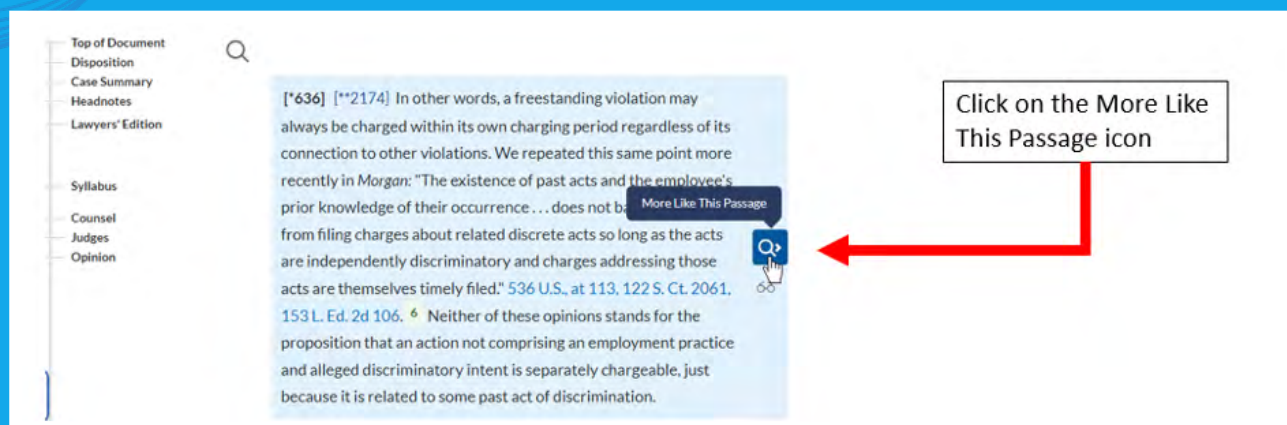 Top of Document
Disposition
Case Summary
Headnotes
Lawyers' Edition
Syllabus
Counsel
Judges
Opinion
[*636] [**2174] In other words, a freestanding violation may
always be charged within its own charging period regardless of its
connection to other violations. We repeated this same point more
recently in Morgan: "The existence of past acts and the employee's
prior knowledge of their occurrence . . . does not
More Like This Passage
from filing charges about related discrete acts so long as the acts
are independently discriminatory and charges addressing those
acts are themselves timely filed." 536 U.S., at 113, 122 S. Ct. 2061,
153 L. Ed. 2d 106. 6 Neither of these opinions stands for the
proposition that an action not comprising an employment practice
and alleged discriminatory intent is separately chargeable, just
because it is related to some past act of discrimination.
Click on the More Like
This Passage icon